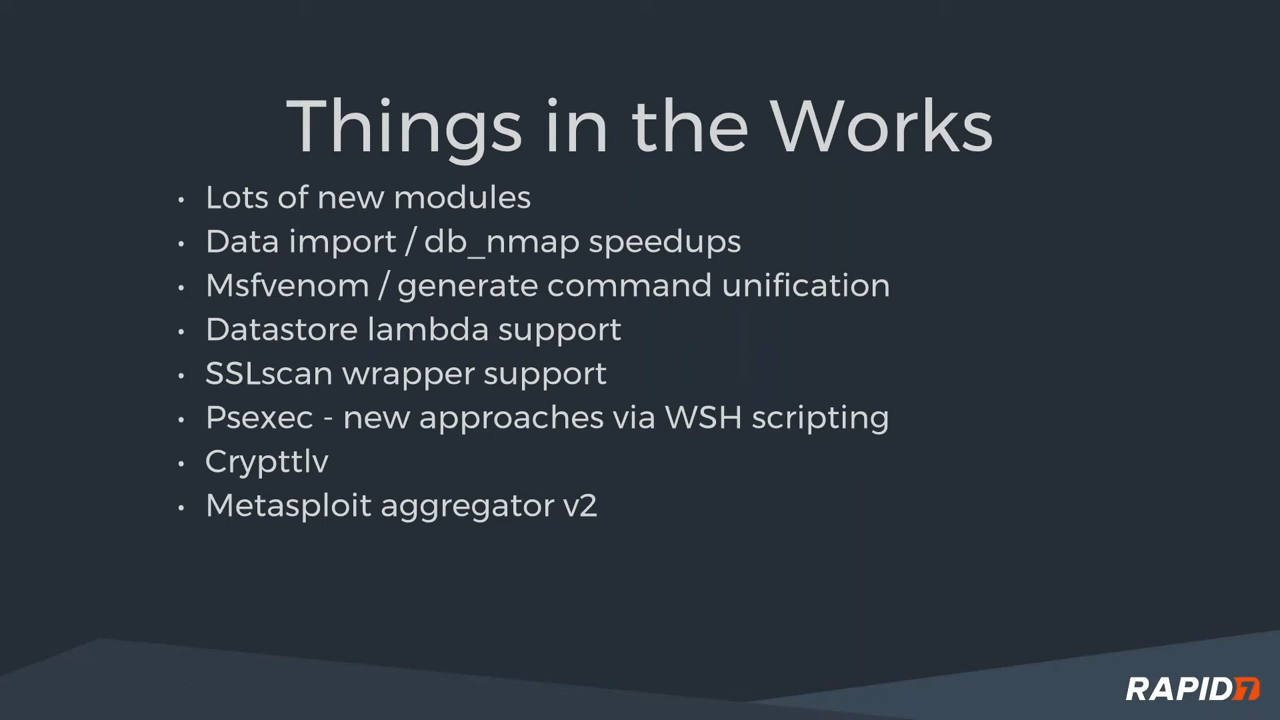 Things in the Works
• Lots of new modules
• Data import / db_nmap speedups
• Msfvenom / generate command unification
• Datastore lambda support
• SSLscan wrapper support
• Psexec - new approaches via WSH scripting
• Crypttlv
• Metasploit aggregator v2
RAPID7